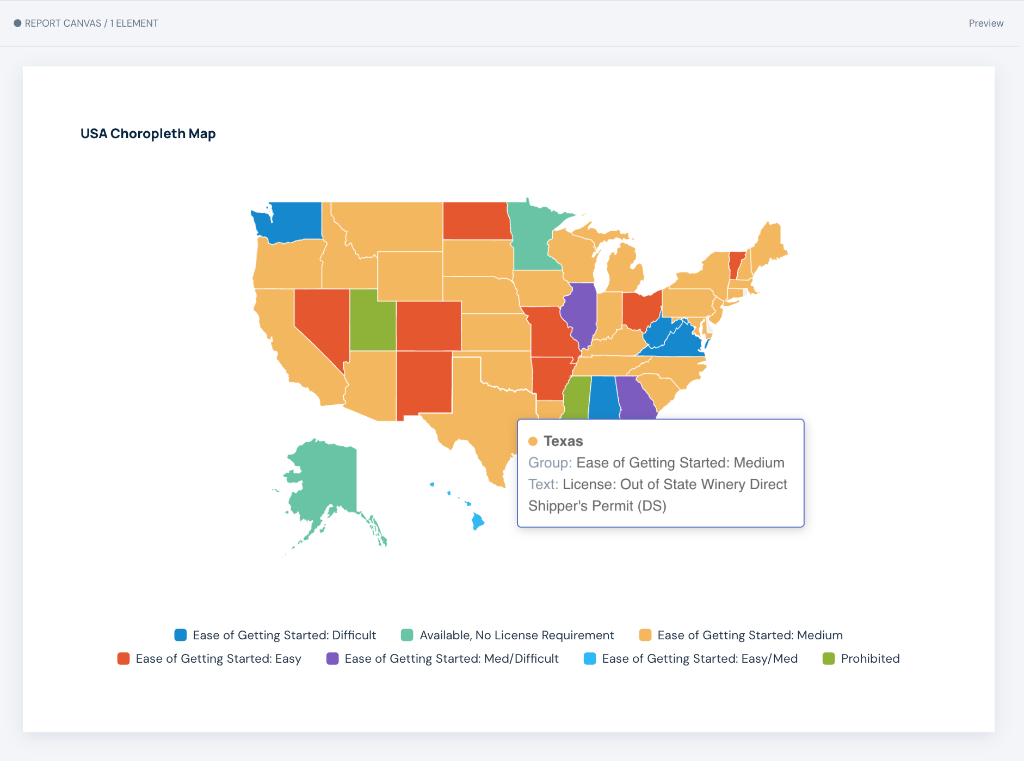 REPORT CANVAS / 1 ELEMENT
Preview
USA Choropleth Map
Texas
Group: Ease of Getting Started: Medium
Text: License: Out of State Winery Direct
Shipper's Permit (DS)
Ease of Getting Started: Difficult
Available, No License Requirement
Ease of Getting Started: Medium
Ease of Getting Started: Easy
Ease of Getting Started: Med/Difficult
Ease of Getting Started: Easy/Med
Prohibited